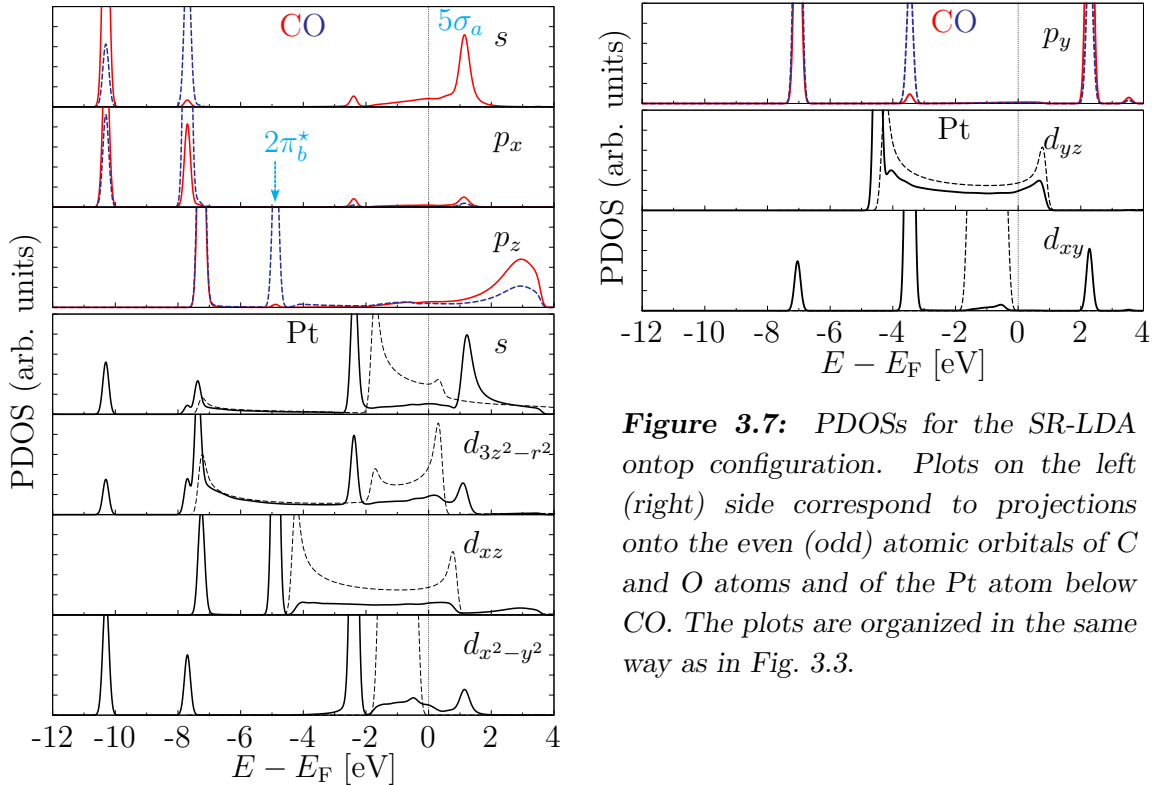 CO
5σa
s
2π⋆b
px
pz
Pt
s
d3z²−r²
dxz
dx²−y²
PDOS (arb. units)
-12 -10 -8 -6 -4 -2 0 2 4
E − EF [eV]
CO
py
Pt
dyz
dxy
PDOS (arb. units)
-12 -10 -8 -6 -4 -2 0 2 4
E − EF [eV]
Figure 3.7: PDOSs for the SR-LDA
ontop configuration. Plots on the left
(right) side correspond to projections
onto the even (odd) atomic orbitals of C
and O atoms and of the Pt atom below
CO. The plots are organized in the same
way as in Fig. 3.3.